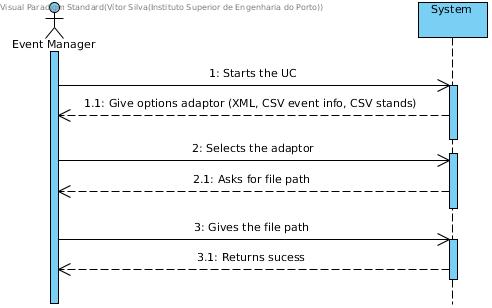 Visual Paradigm Standard(Vítor Silva(Instituto Superior de Engenharia do Porto))
System
Event Manager
1: Starts the UC
1.1: Give options adaptor (XML, CSV event info, CSV stands)
2: Selects the adaptor
2.1: Asks for file path
3: Gives the file path
3.1: Returns sucess